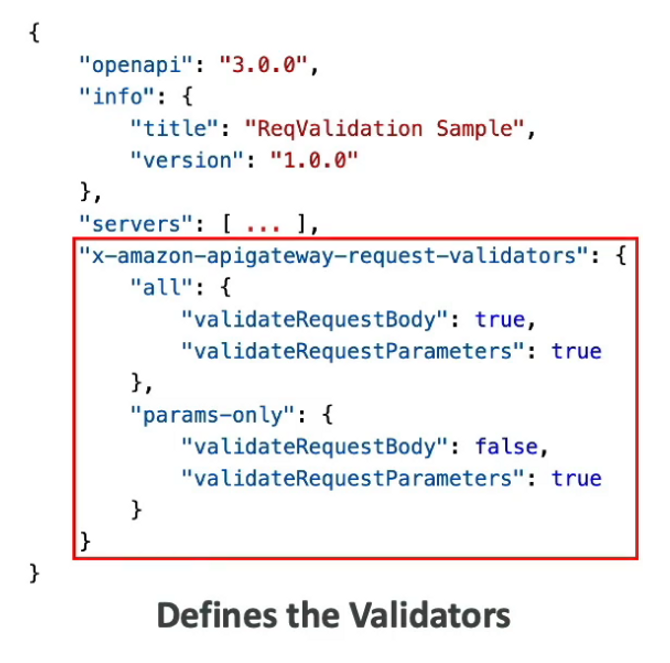 {
    "openapi": "3.0.0",
    "info": {
        "title": "ReqValidation Sample",
        "version": "1.0.0"
    },
    "servers": [ ... ],
    "x-amazon-apigateway-request-validators": {
        "all": {
            "validateRequestBody": true,
            "validateRequestParameters": true
        },
        "params-only": {
            "validateRequestBody": false,
            "validateRequestParameters": true
        }
    }
}
Defines the Validators